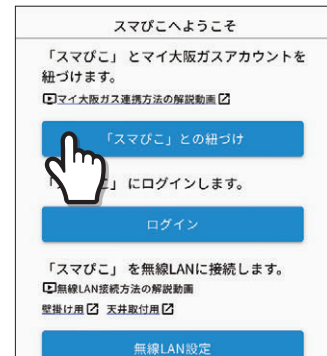 スマぴこへようこそ
「スマぴこ」とマイ大阪ガスアカウントを
紐づけます。
マイ大阪ガス連携方法の解説動画
「スマぴこ」との紐づけ
ぴこ」にログインします。
ログイン
「スマぴこ」を無線LANに接続します。
無線LAN接続方法の解説動画
壁掛け用 天井取付用
無線LAN設定